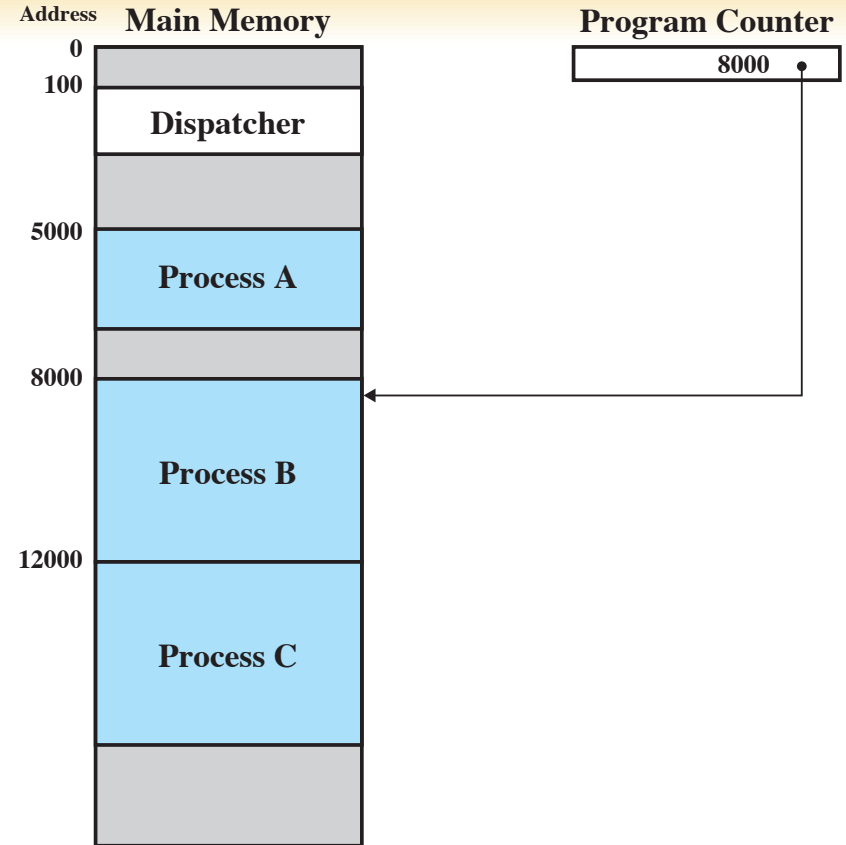 Address
Main Memory
Program Counter
0
8000
100
Dispatcher
5000
Process A
8000
Process B
12000
Process C